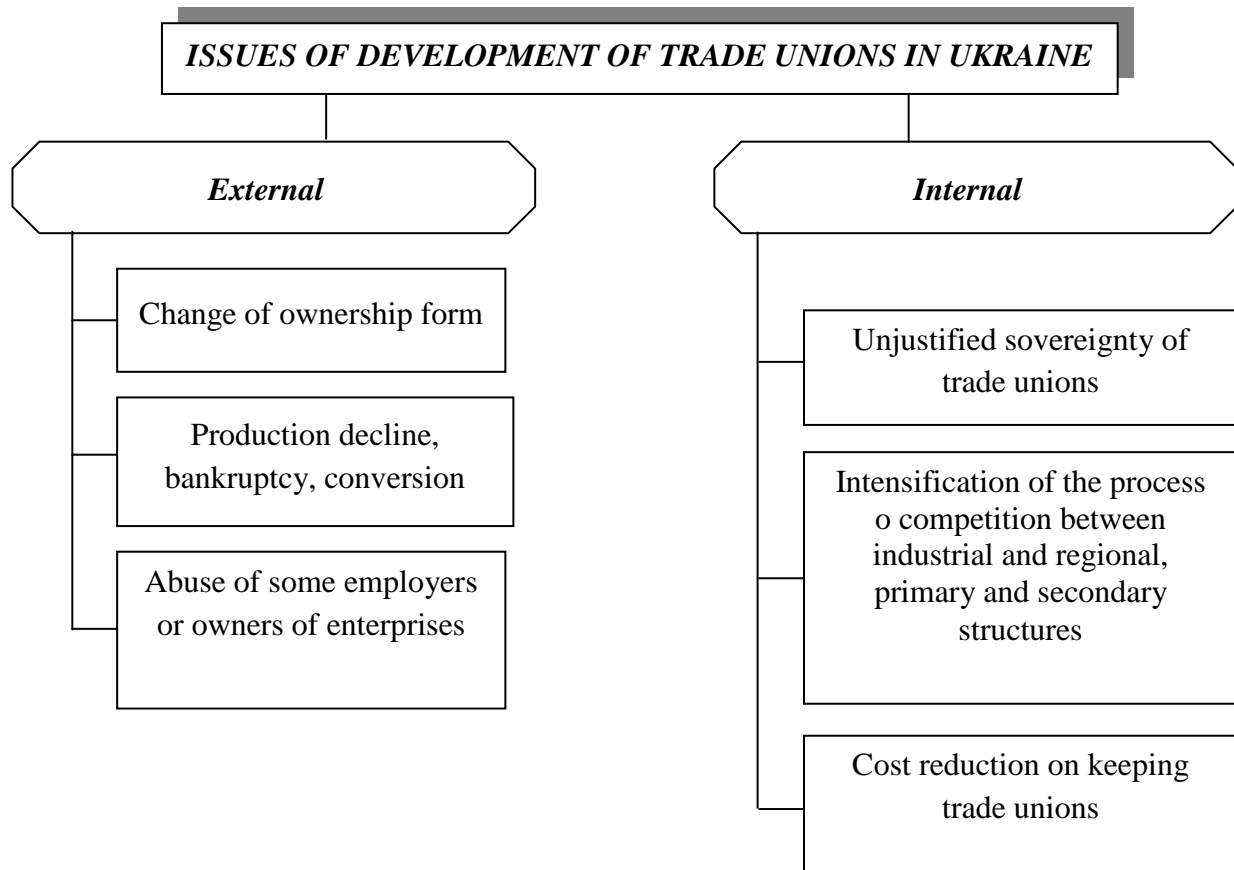 ISSUES OF DEVELOPMENT OF TRADE UNIONS IN UKRAINE
External
Change of ownership form
Production decline,
bankruptcy, conversion
Abuse of some employers
or owners of enterprises
Internal
Unjustified sovereignty of
trade unions
Intensification of the process
o competition between
industrial and regional,
primary and secondary
structures
Cost reduction on keeping
trade unions